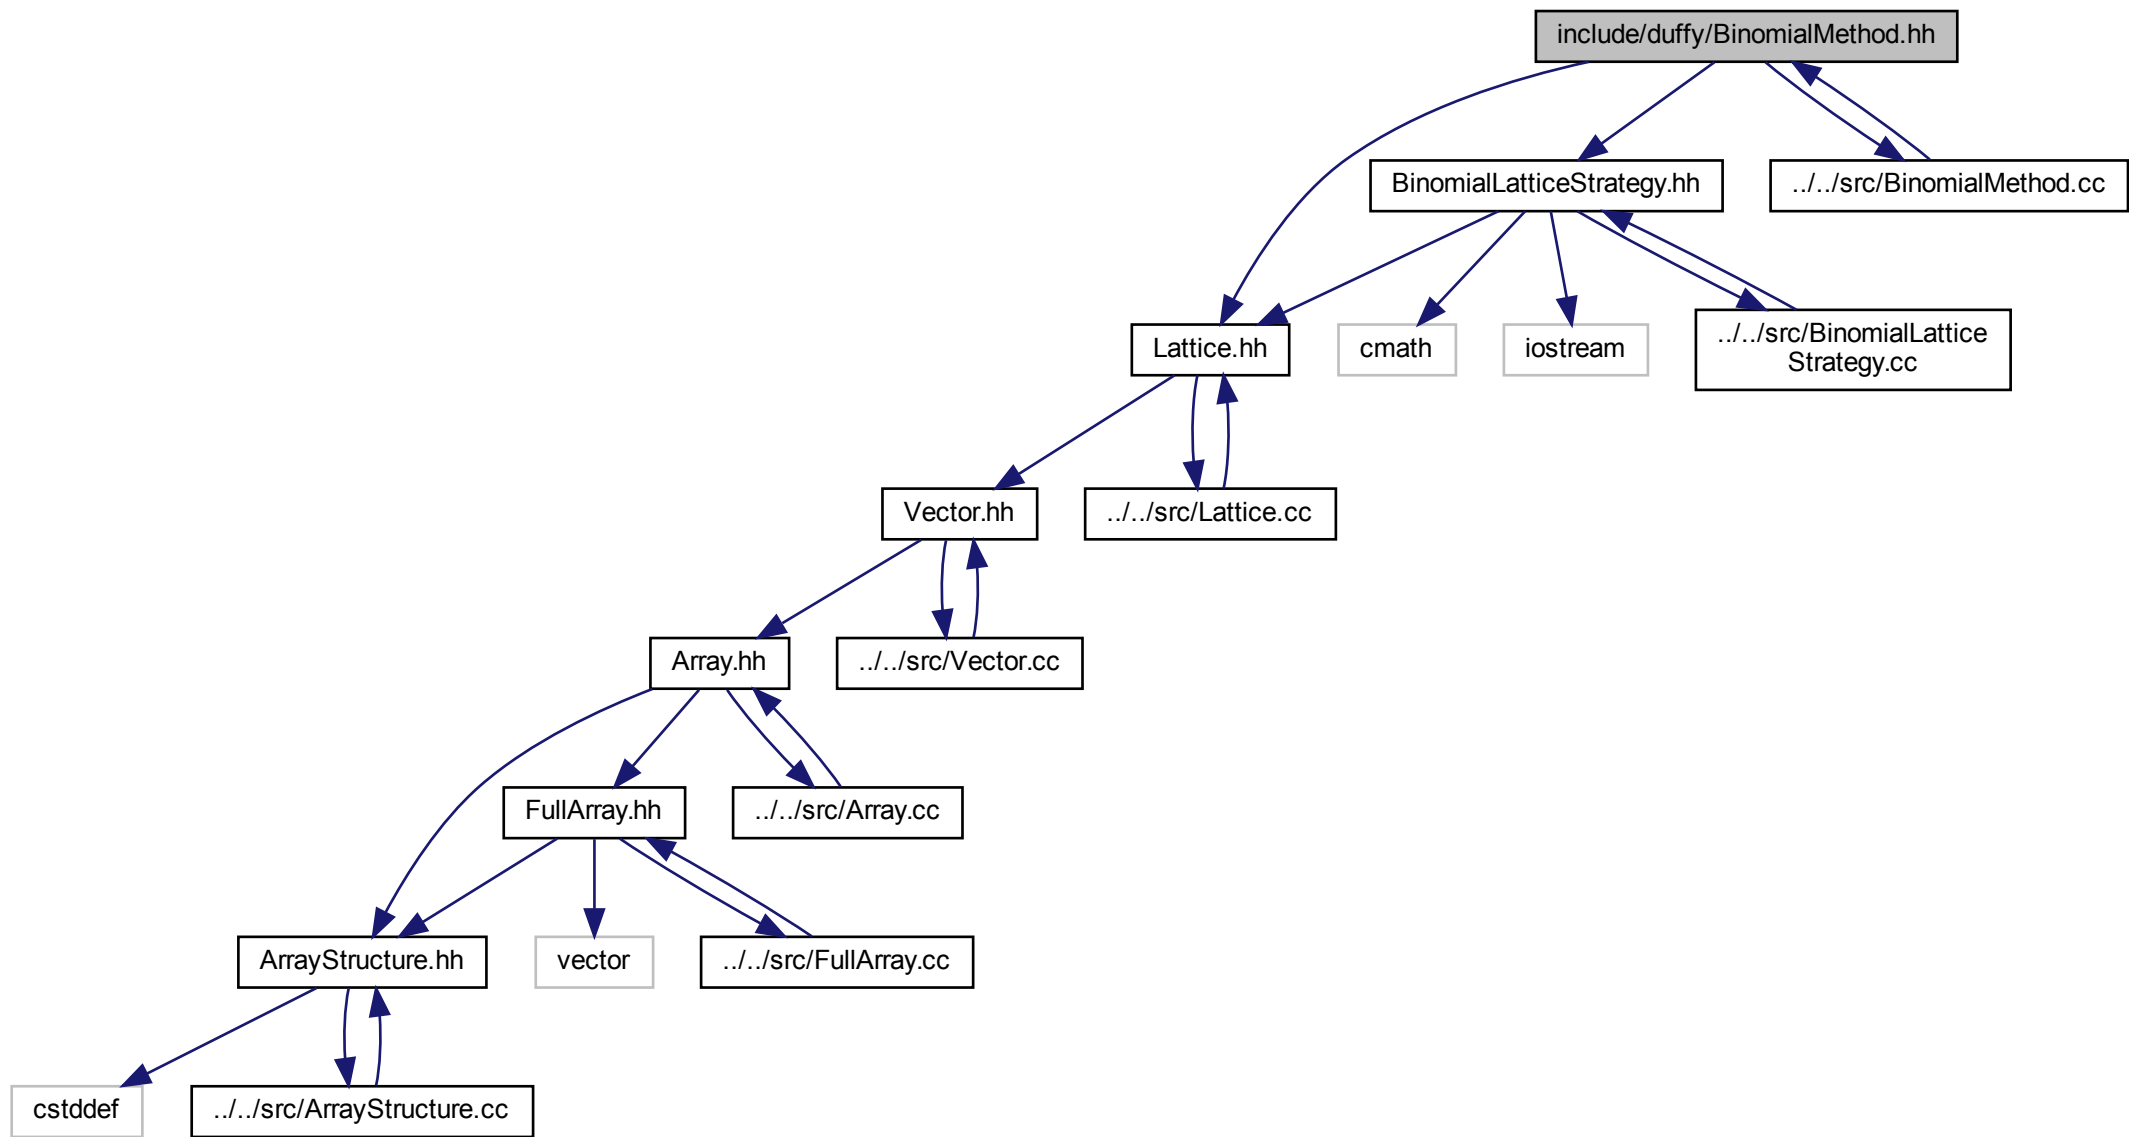 include/duffy/BinomialMethod.hh
BinomialLatticeStrategy.hh
../../src/BinomialMethod.cc
Lattice.hh
cmath
iostream
../../src/BinomialLattice
Strategy.cc
Vector.hh
../../src/Lattice.cc
Array.hh
../../src/Vector.cc
FullArray.hh
../../src/Array.cc
ArrayStructure.hh
vector
../../src/FullArray.cc
cstddef
../../src/ArrayStructure.cc